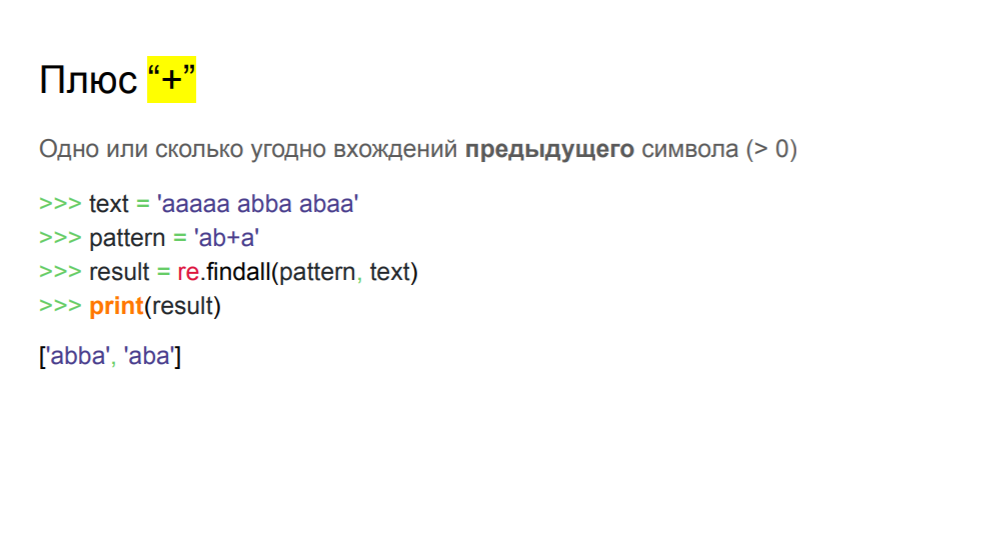 Плюс “+”
Одно или сколько угодно вхождений предыдущего символа (> 0)
>>> text = 'aaaaa abba abaa'
>>> pattern = 'ab+a'
>>> result = re.findall(pattern, text)
>>> print(result)
['abba', 'aba']